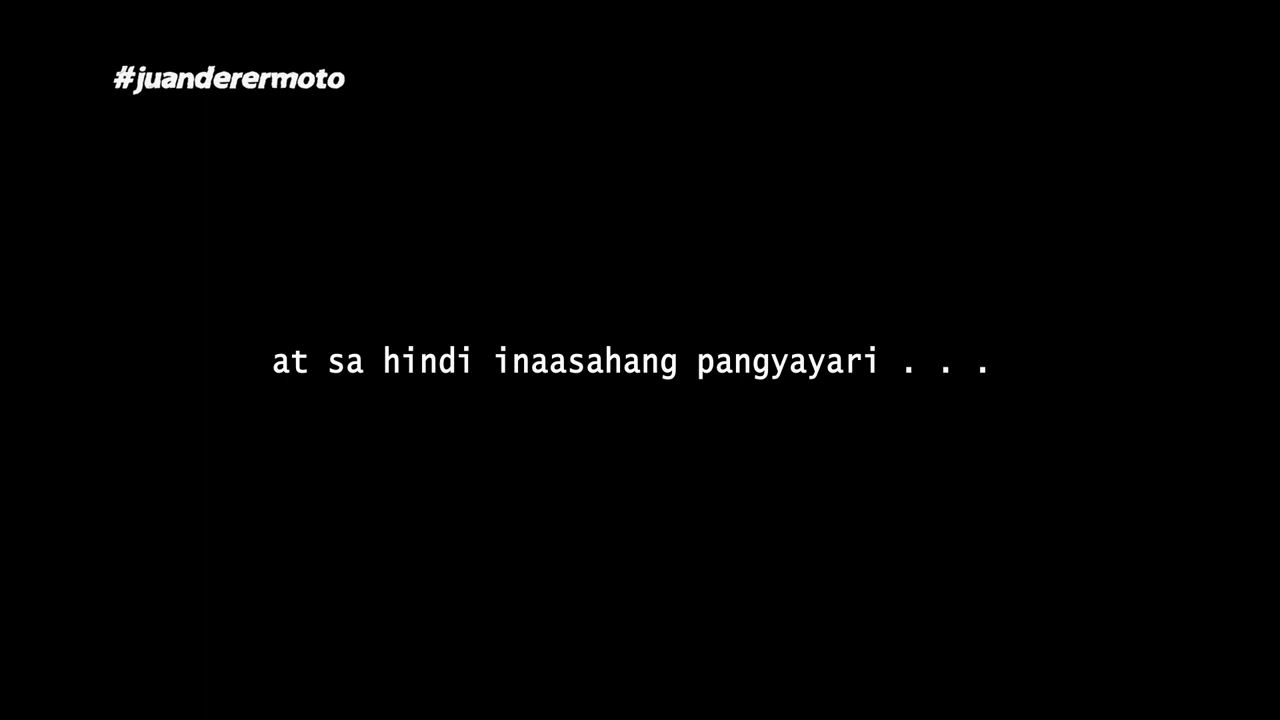 #juanderermoto
at sa hindi inaasahang pangyayari . . .